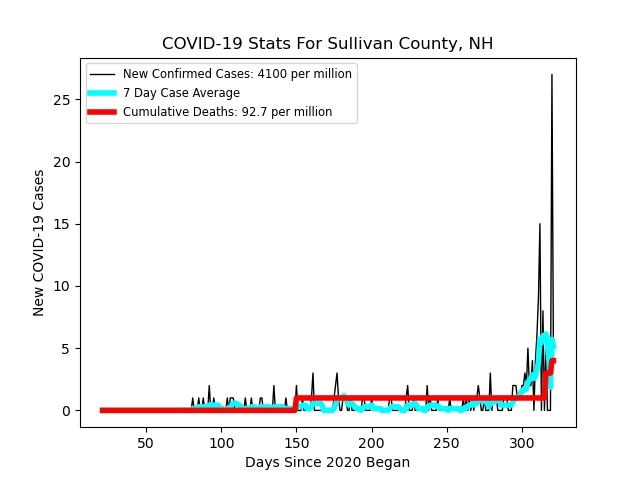 COVID-19 Stats For Sullivan County, NH
New Confirmed Cases: 4100 per million
7 Day Case Average
Cumulative Deaths: 92.7 per million
New COVID-19 Cases
25
20
15
10
5
0
50 100 150 200 250 300
Days Since 2020 Began